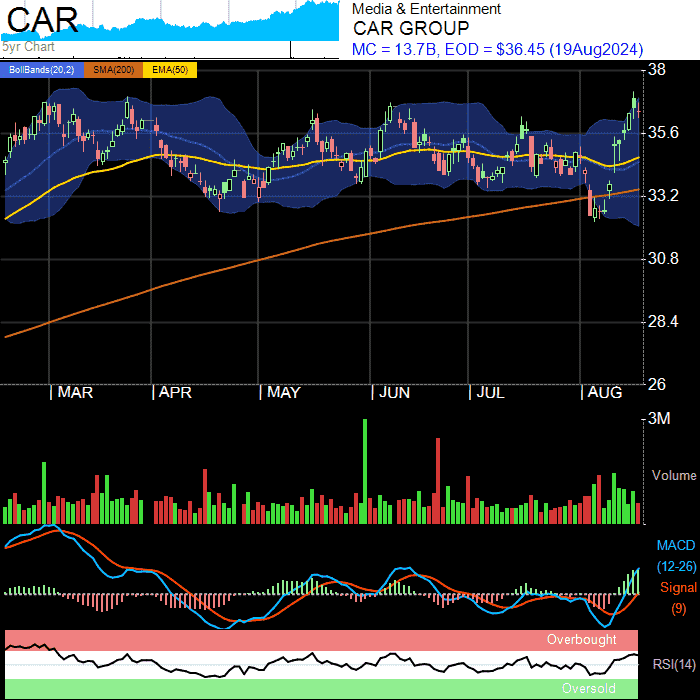 CAR
5yr Chart
Media & Entertainment
CAR GROUP
MC = 13.7B, EOD = $36.45 (19Aug2024)
BollBands(20,2) SMA(200) EMA(50)
38
35.6
33.2
30.8
28.4
26
MAR APR MAY JUN JUL AUG
3M
Volume
MACD
(12-26)
Signal
(9)
Overbought
RSI(14)
Oversold